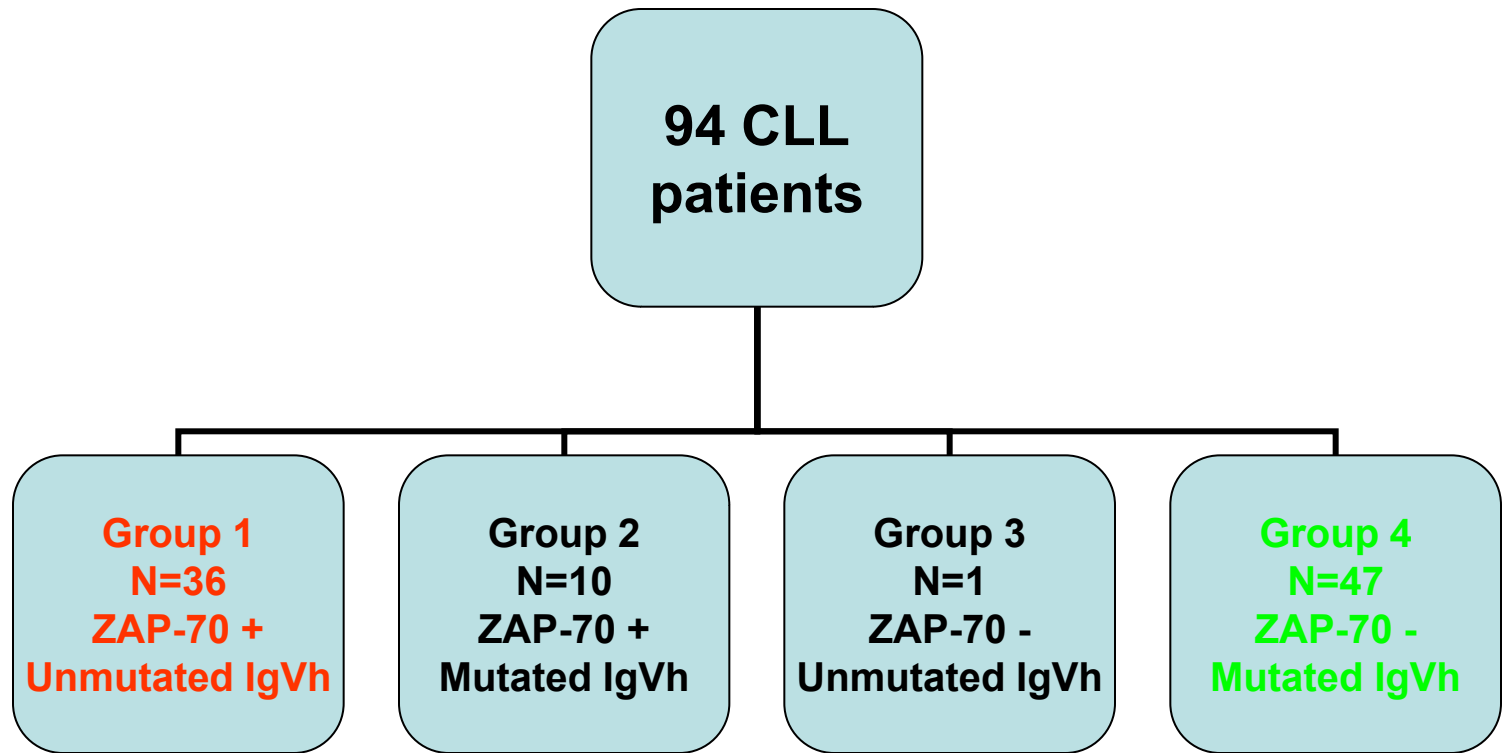 94 CLL
patients
Group 1
N=36
ZAP-70 +
Unmutated IgVh
Group 2
N=10
ZAP-70 +
Mutated IgVh
Group 3
N=1
ZAP-70 -
Unmutated IgVh
Group 4
N=47
ZAP-70 -
Mutated IgVh